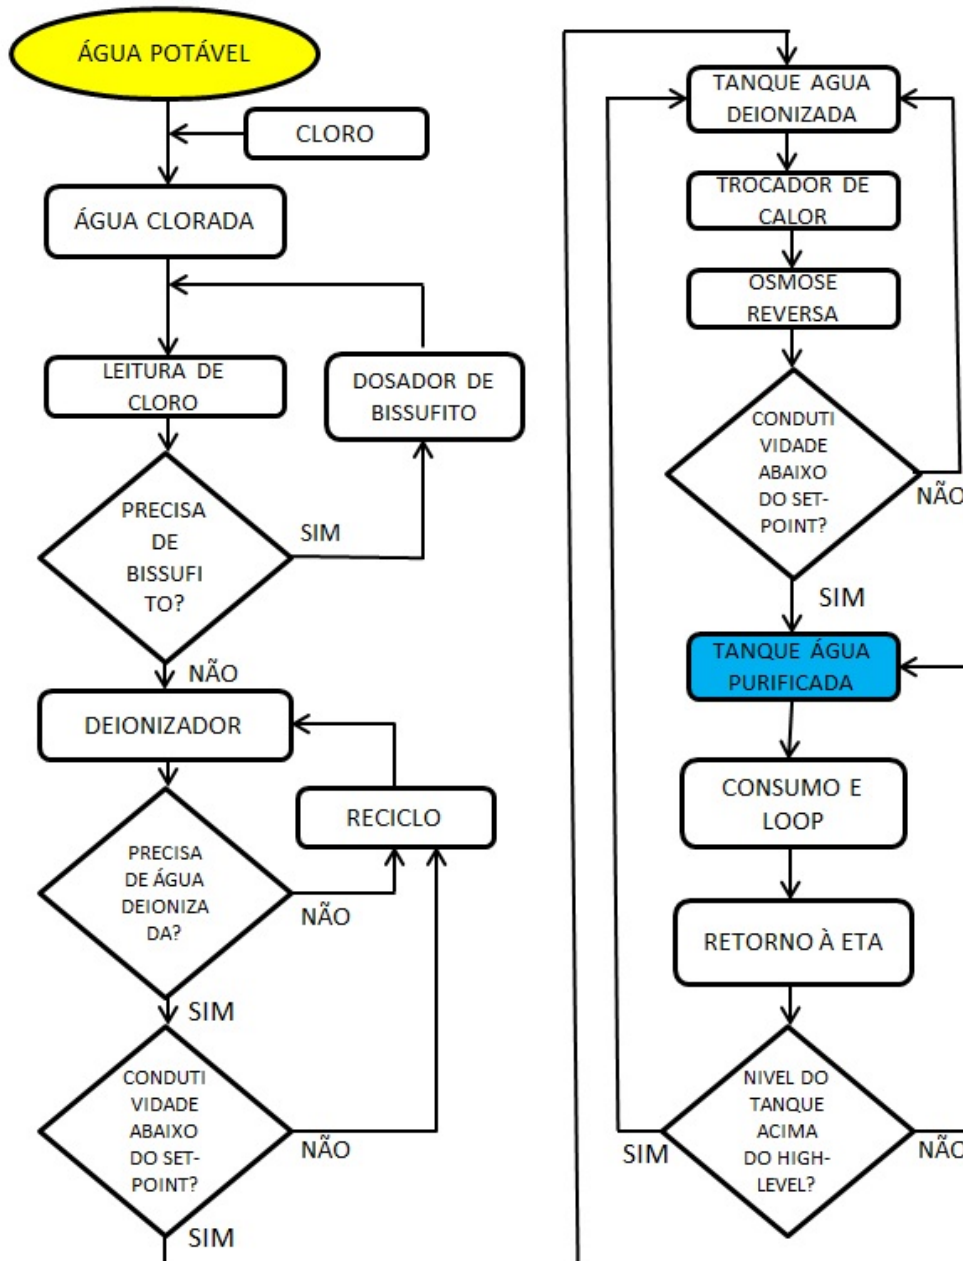 ÁGUA POTÁVEL
CLORO
ÁGUA CLORADA
LEITURA DE
CLORO
DOSADOR DE
BISSUFITO
PRECISA
DE
BISSUFI
TO?
SIM
NÃO
DEIONIZADOR
RECICLO
PRECISA
DE ÁGUA
DEIONIZA
DA?
NÃO
SIM
CONDUTI
VIDADE
ABAIXO
DO SET-
POINT?
NÃO
SIM
TANQUE AGUA
DEIONIZADA
TROCADOR DE
CALOR
OSMOSE
REVERSA
CONDUTI
VIDADE
ABAIXO
DO SET-
POINT?
NÃO
SIM
TANQUE ÁGUA
PURIFICADA
CONSUMO E
LOOP
RETORNO À ETA
NIVEL DO
TANQUE
ACIMA
DO HIGH-
LEVEL?
SIM
NÃO